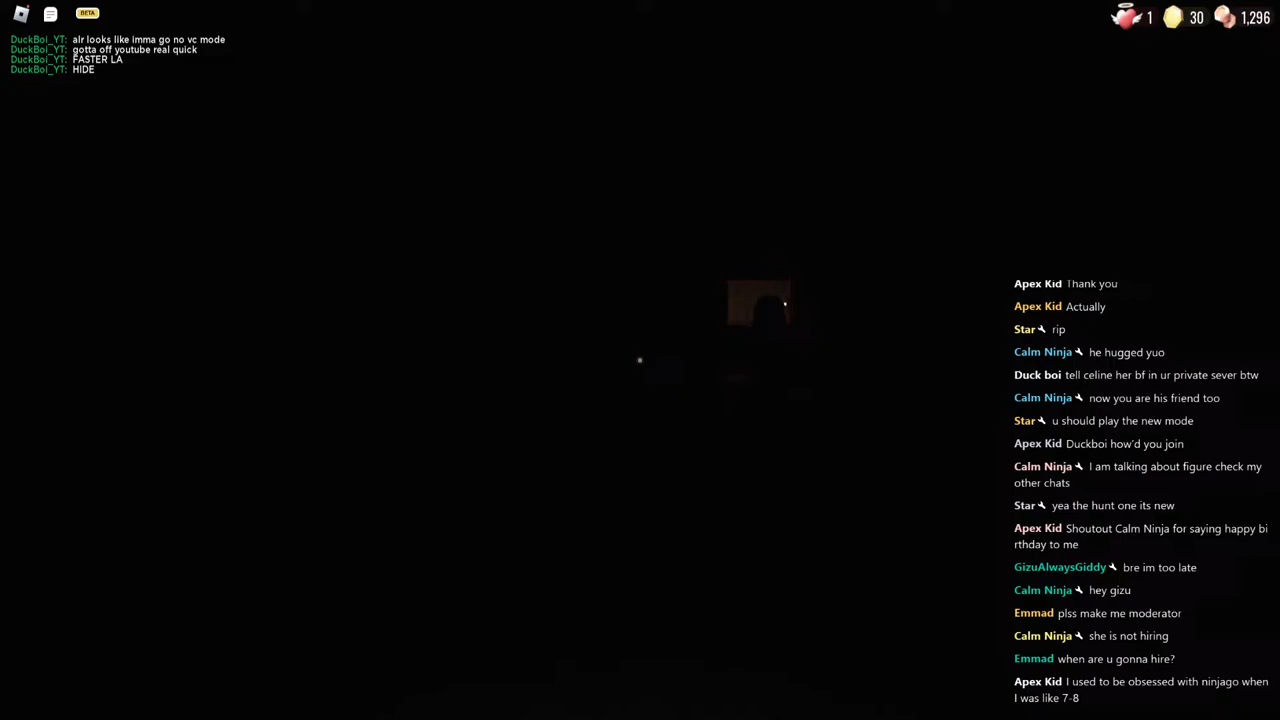 BETA
1
30
1,296
DuckBoi_YT: alr looks like imma go no vc mode
DuckBoi_YT: gotta off youtube real quick
DuckBoi_YT: FASTER LA
DuckBoi_YT: HIDE
Apex Kid Thank you
Apex Kid Actually
Star rip
Calm Ninja he hugged yuo
Duck boi tell celine her bf in ur private sever btw
Calm Ninja now you are his friend too
Star u should play the new mode
Apex Kid Duckboi how'd you join
Calm Ninja I am talking about figure check my
other chats
Star yea the hunt one its new
Apex Kid Shoutout Calm Ninja for saying happy bi
rthday to me
GizuAlwaysGiddy bre im too late
Calm Ninja hey gizu
Emmad plss make me moderator
Calm Ninja she is not hiring
Emmad when are u gonna hire?
Apex Kid I used to be obsessed with ninjago when
I was like 7-8